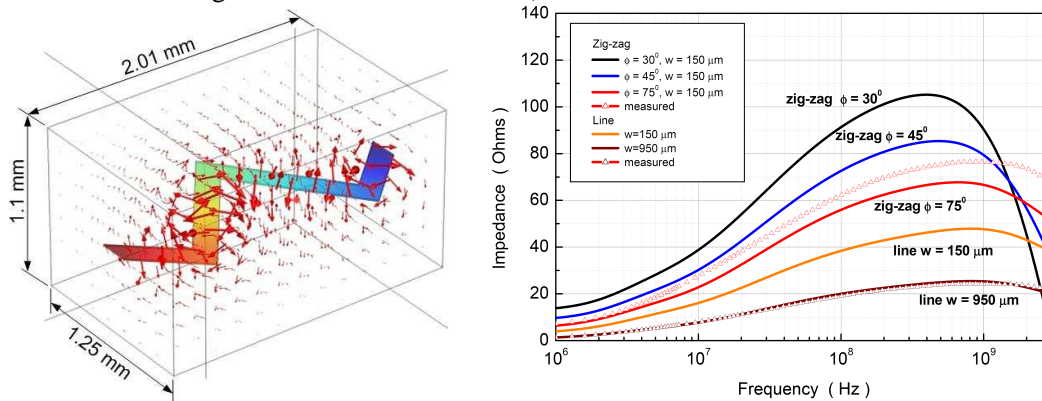 2.01 mm
1.1 mm
1.25 mm
Impedance ( Ohms )
140
120
100
80
60
40
20
0
Zig-zag
ϕ = 30⁰, w = 150 μm
ϕ = 45⁰, w = 150 μm
ϕ = 75⁰, w = 150 μm
measured
Line
w=150 μm
w=950 μm
measured
zig-zag ϕ = 30⁰
zig-zag ϕ = 45⁰
zig-zag ϕ = 75⁰
line w = 150 μm
line w = 950 μm
10⁶
10⁷
10⁸
10⁹
Frequency ( Hz )